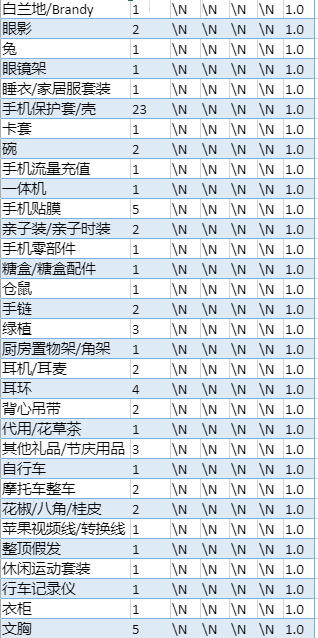 白兰地/Brandy 1 \N \N \N \N 1.0
眼影 2 \N \N \N \N 1.0
兔 1 \N \N \N \N 1.0
眼镜架 1 \N \N \N \N 1.0
睡衣/家居服套装 1 \N \N \N \N 1.0
手机保护套/壳 23 \N \N \N \N 1.0
卡套 1 \N \N \N \N 1.0
碗 2 \N \N \N \N 1.0
手机流量充值 1 \N \N \N \N 1.0
一体机 1 \N \N \N \N 1.0
手机贴膜 5 \N \N \N \N 1.0
亲子装/亲子时装 2 \N \N \N \N 1.0
手机零部件 1 \N \N \N \N 1.0
糖盒/糖盒配件 1 \N \N \N \N 1.0
仓鼠 1 \N \N \N \N 1.0
手链 2 \N \N \N \N 1.0
绿植 3 \N \N \N \N 1.0
厨房置物架/角架 1 \N \N \N \N 1.0
耳机/耳麦 2 \N \N \N \N 1.0
耳环 4 \N \N \N \N 1.0
背心吊带 2 \N \N \N \N 1.0
代用/花草茶 1 \N \N \N \N 1.0
其他礼品/节庆用品 3 \N \N \N \N 1.0
自行车 1 \N \N \N \N 1.0
摩托车整车 2 \N \N \N \N 1.0
花椒/八角/桂皮 2 \N \N \N \N 1.0
苹果视频线/转换线 1 \N \N \N \N 1.0
整顶假发 1 \N \N \N \N 1.0
休闲运动套装 1 \N \N \N \N 1.0
行车记录仪 1 \N \N \N \N 1.0
衣柜 1 \N \N \N \N 1.0
文胸 5 \N \N \N \N 1.0